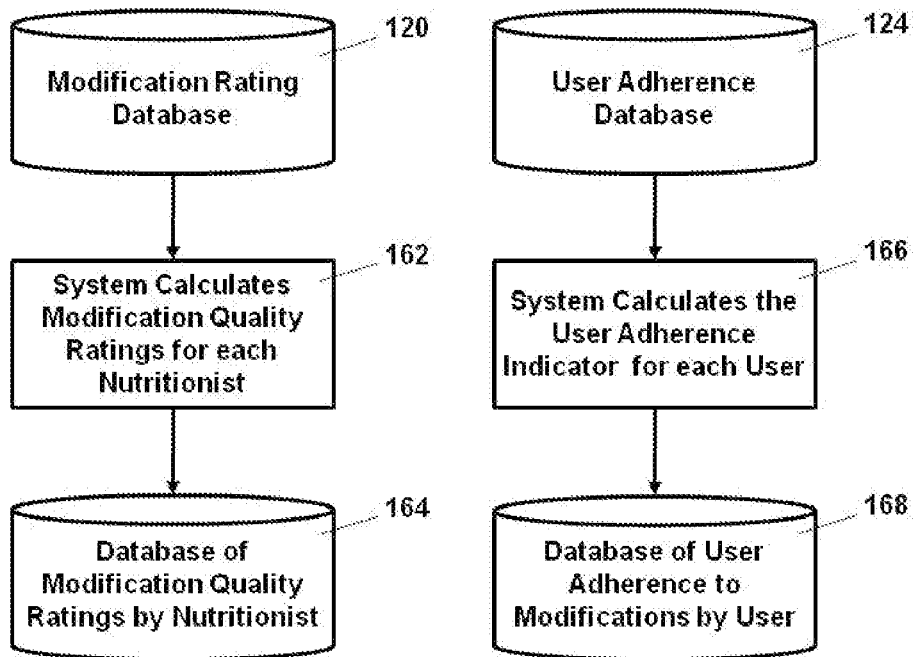 120
Modification Rating
Database
162
System Calculates
Modification Quality
Ratings for each
Nutritionist
164
Database of
Modification Quality
Ratings by Nutritionist
124
User Adherence
Database
166
System Calculates the
User Adherence
Indicator for each User
168
Database of User
Adherence to
Modifications by User